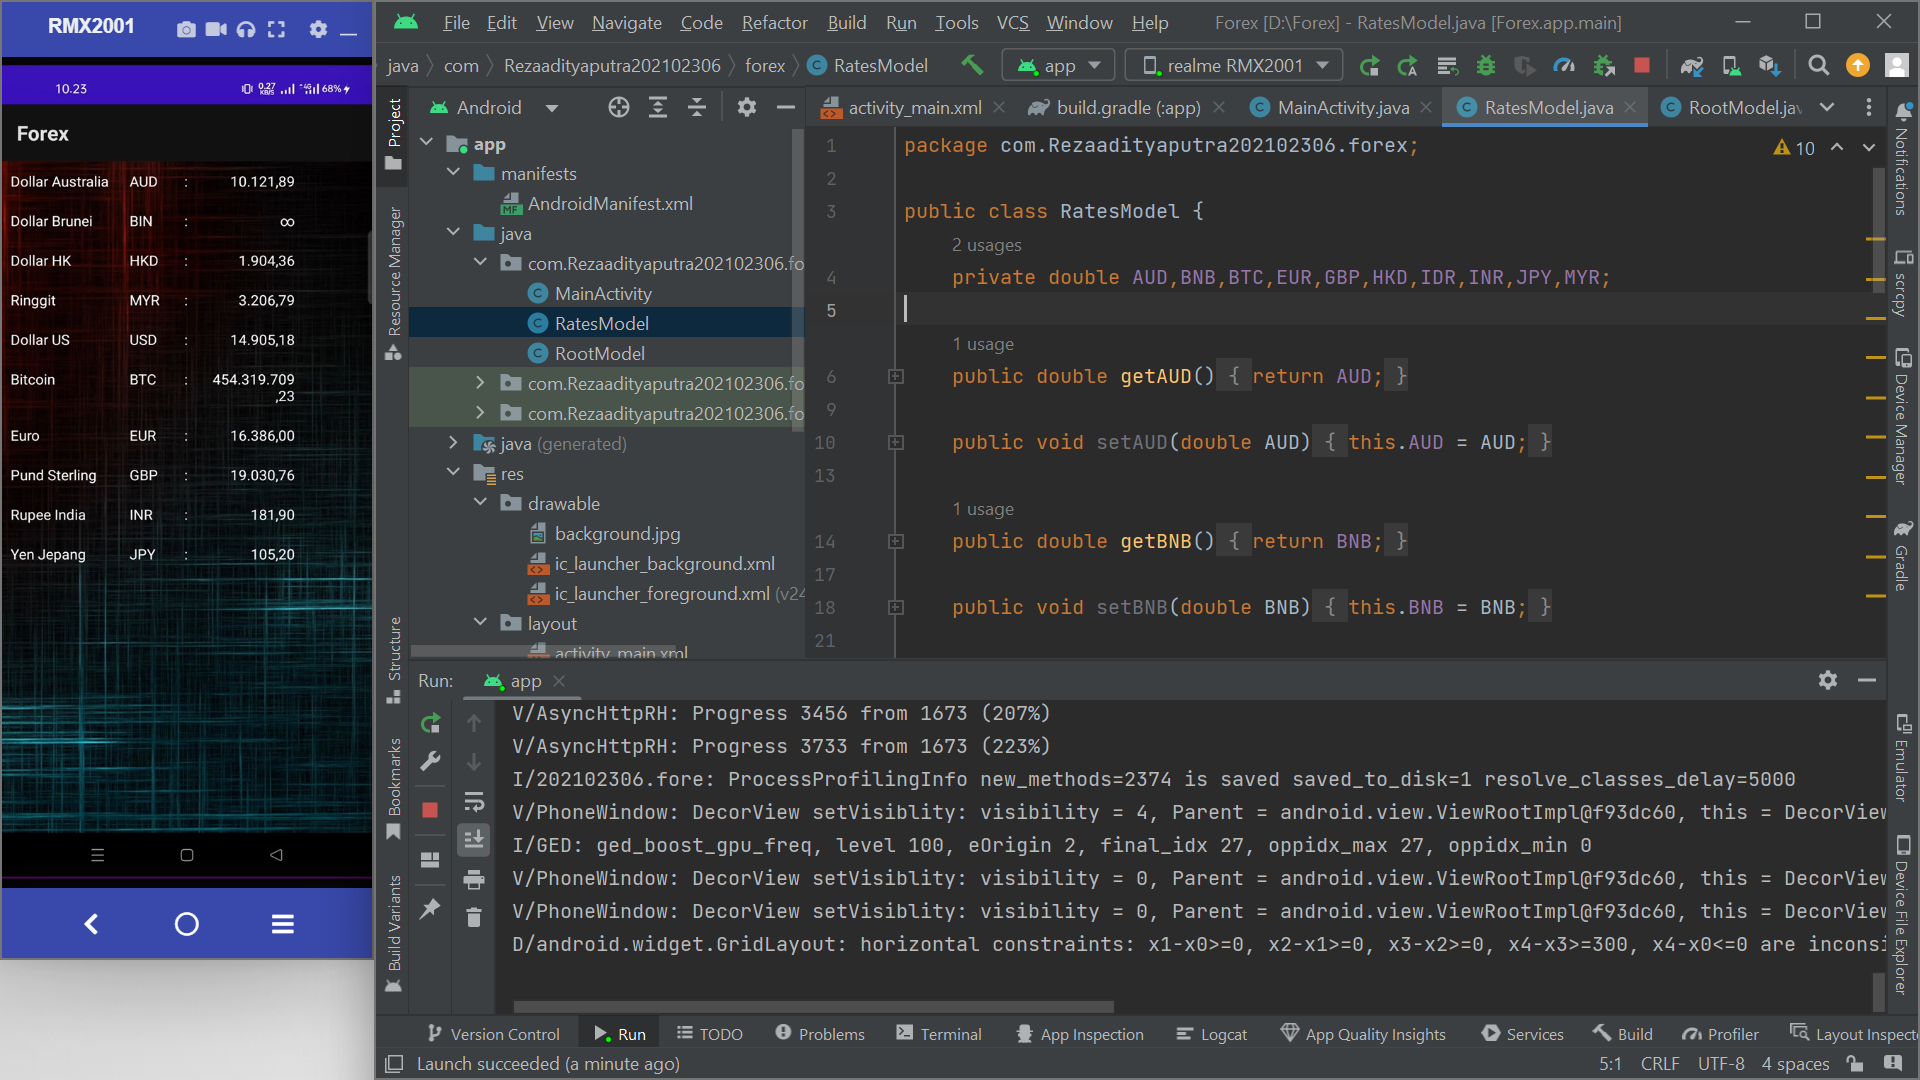 RMX2001
10.23
0.27
KB/S
68%
Forex
Dollar Australia AUD : 10.121,89
Dollar Brunei BIN : ∞
Dollar HK HKD : 1.904,36
Ringgit MYR : 3.206,79
Dollar US USD : 14.905,18
Bitcoin BTC : 454.319.709
,23
Euro EUR : 16.386,00
Pund Sterling GBP : 19.030,76
Rupee India INR : 181,90
Yen Jepang JPY : 105,20
File Edit View Navigate Code Refactor Build Run Tools VCS Window Help Forex [D:\Forex] - RatesModel.java [Forex.app.main]
java com Rezaadityaputra202102306 forex RatesModel app realme RMX2001
Project
Resource Manager
Structure
Bookmarks
Build Variants
Android
app
manifests
AndroidManifest.xml
java
com.Rezaadityaputra202102306.fo
MainActivity
RatesModel
RootModel
com.Rezaadityaputra202102306.fo
com.Rezaadityaputra202102306.fo
java (generated)
res
drawable
background.jpg
ic_launcher_background.xml
ic_launcher_foreground.xml (v24
layout
activity_main.xml
activity_main.xml build.gradle (:app) MainActivity.java RatesModel.java RootModel.jav
10
1 package com.Rezaadityaputra202102306.forex;
2
3 public class RatesModel {
2 usages
4 private double AUD,BNB,BTC,EUR,GBP,HKD,IDR,INR,JPY,MYR;
5
1 usage
6 public double getAUD() { return AUD; }
9
10 public void setAUD(double AUD) { this.AUD = AUD; }
13
1 usage
14 public double getBNB() { return BNB; }
17
18 public void setBNB(double BNB) { this.BNB = BNB; }
21
Notifications
scrcpy
Device Manager
Gradle
Emulator
Device File Explorer
Run: app
V/AsyncHttpRH: Progress 3456 from 1673 (207%)
V/AsyncHttpRH: Progress 3733 from 1673 (223%)
I/202102306.fore: ProcessProfilingInfo new_methods=2374 is saved saved_to_disk=1 resolve_classes_delay=5000
V/PhoneWindow: DecorView setVisiblity: visibility = 4, Parent = android.view.ViewRootImpl@f93dc60, this = DecorView
I/GED: ged_boost_gpu_freq, level 100, eOrigin 2, final_idx 27, oppidx_max 27, oppidx_min 0
V/PhoneWindow: DecorView setVisiblity: visibility = 0, Parent = android.view.ViewRootImpl@f93dc60, this = DecorView
V/PhoneWindow: DecorView setVisiblity: visibility = 0, Parent = android.view.ViewRootImpl@f93dc60, this = DecorView
D/android.widget.GridLayout: horizontal constraints: x1-x0>=0, x2-x1>=0, x3-x2>=0, x4-x3>=300, x4-x0<=0 are inconsi
Version Control Run TODO Problems Terminal App Inspection Logcat App Quality Insights Services Build Profiler Layout Inspect
Launch succeeded (a minute ago) 5:1 CRLF UTF-8 4 spaces